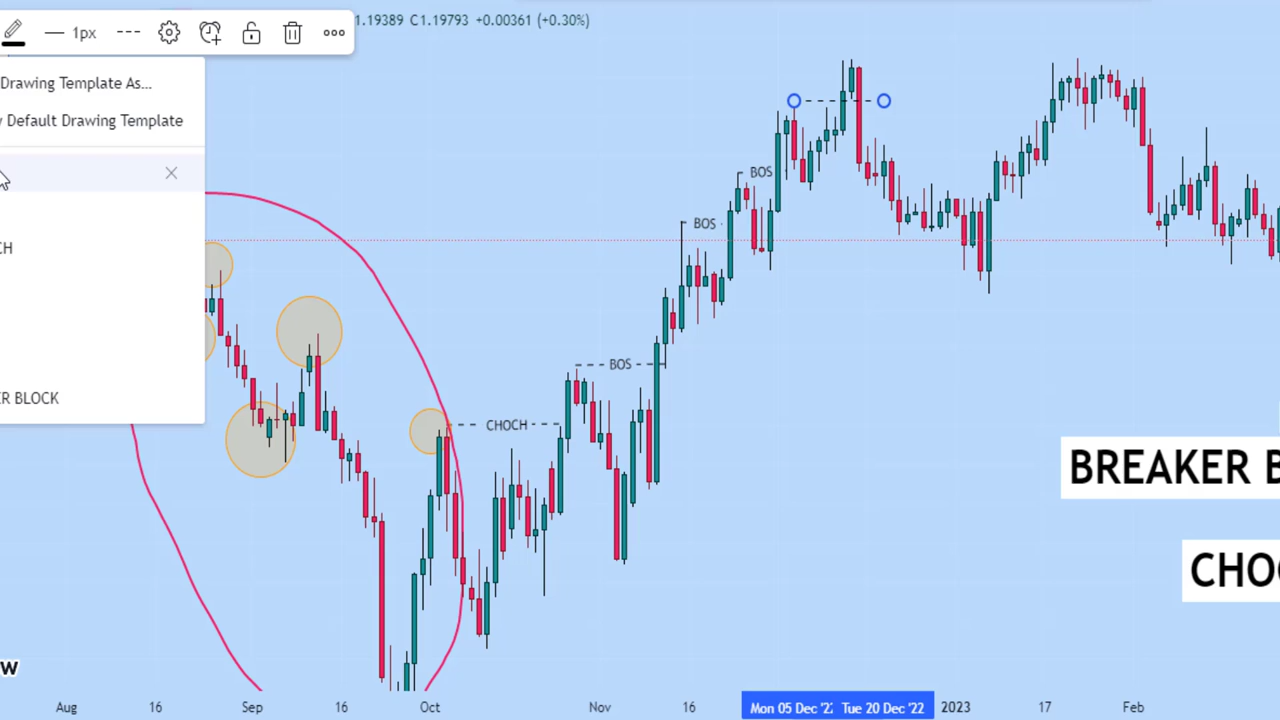 1px
1.19389 C1.19793 +0.00361 (+0.30%)
Drawing Template As...
Default Drawing Template
CH
R BLOCK
BOS
BOS
BOS
CHOCH
BREAKER B
CHOC
w
Aug 16 Sep 16 Oct Nov 16 Mon 05 Dec '22 Tue 20 Dec '22 2023 17 Feb